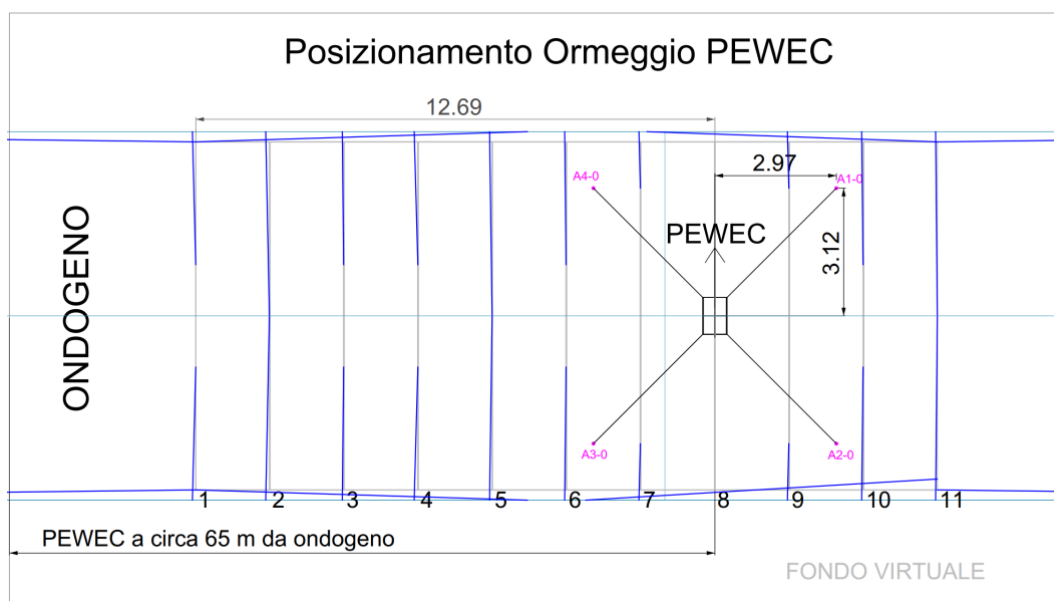 Posizionamento Ormeggio PEWEC
12.69
2.97
A4-0
A1-0
PEWEC
3.12
ONDOGENO
A3-0
A2-0
1 2 3 4 5 6 7 8 9 10 11
PEWEC a circa 65 m da ondogeno
FONDO VIRTUALE